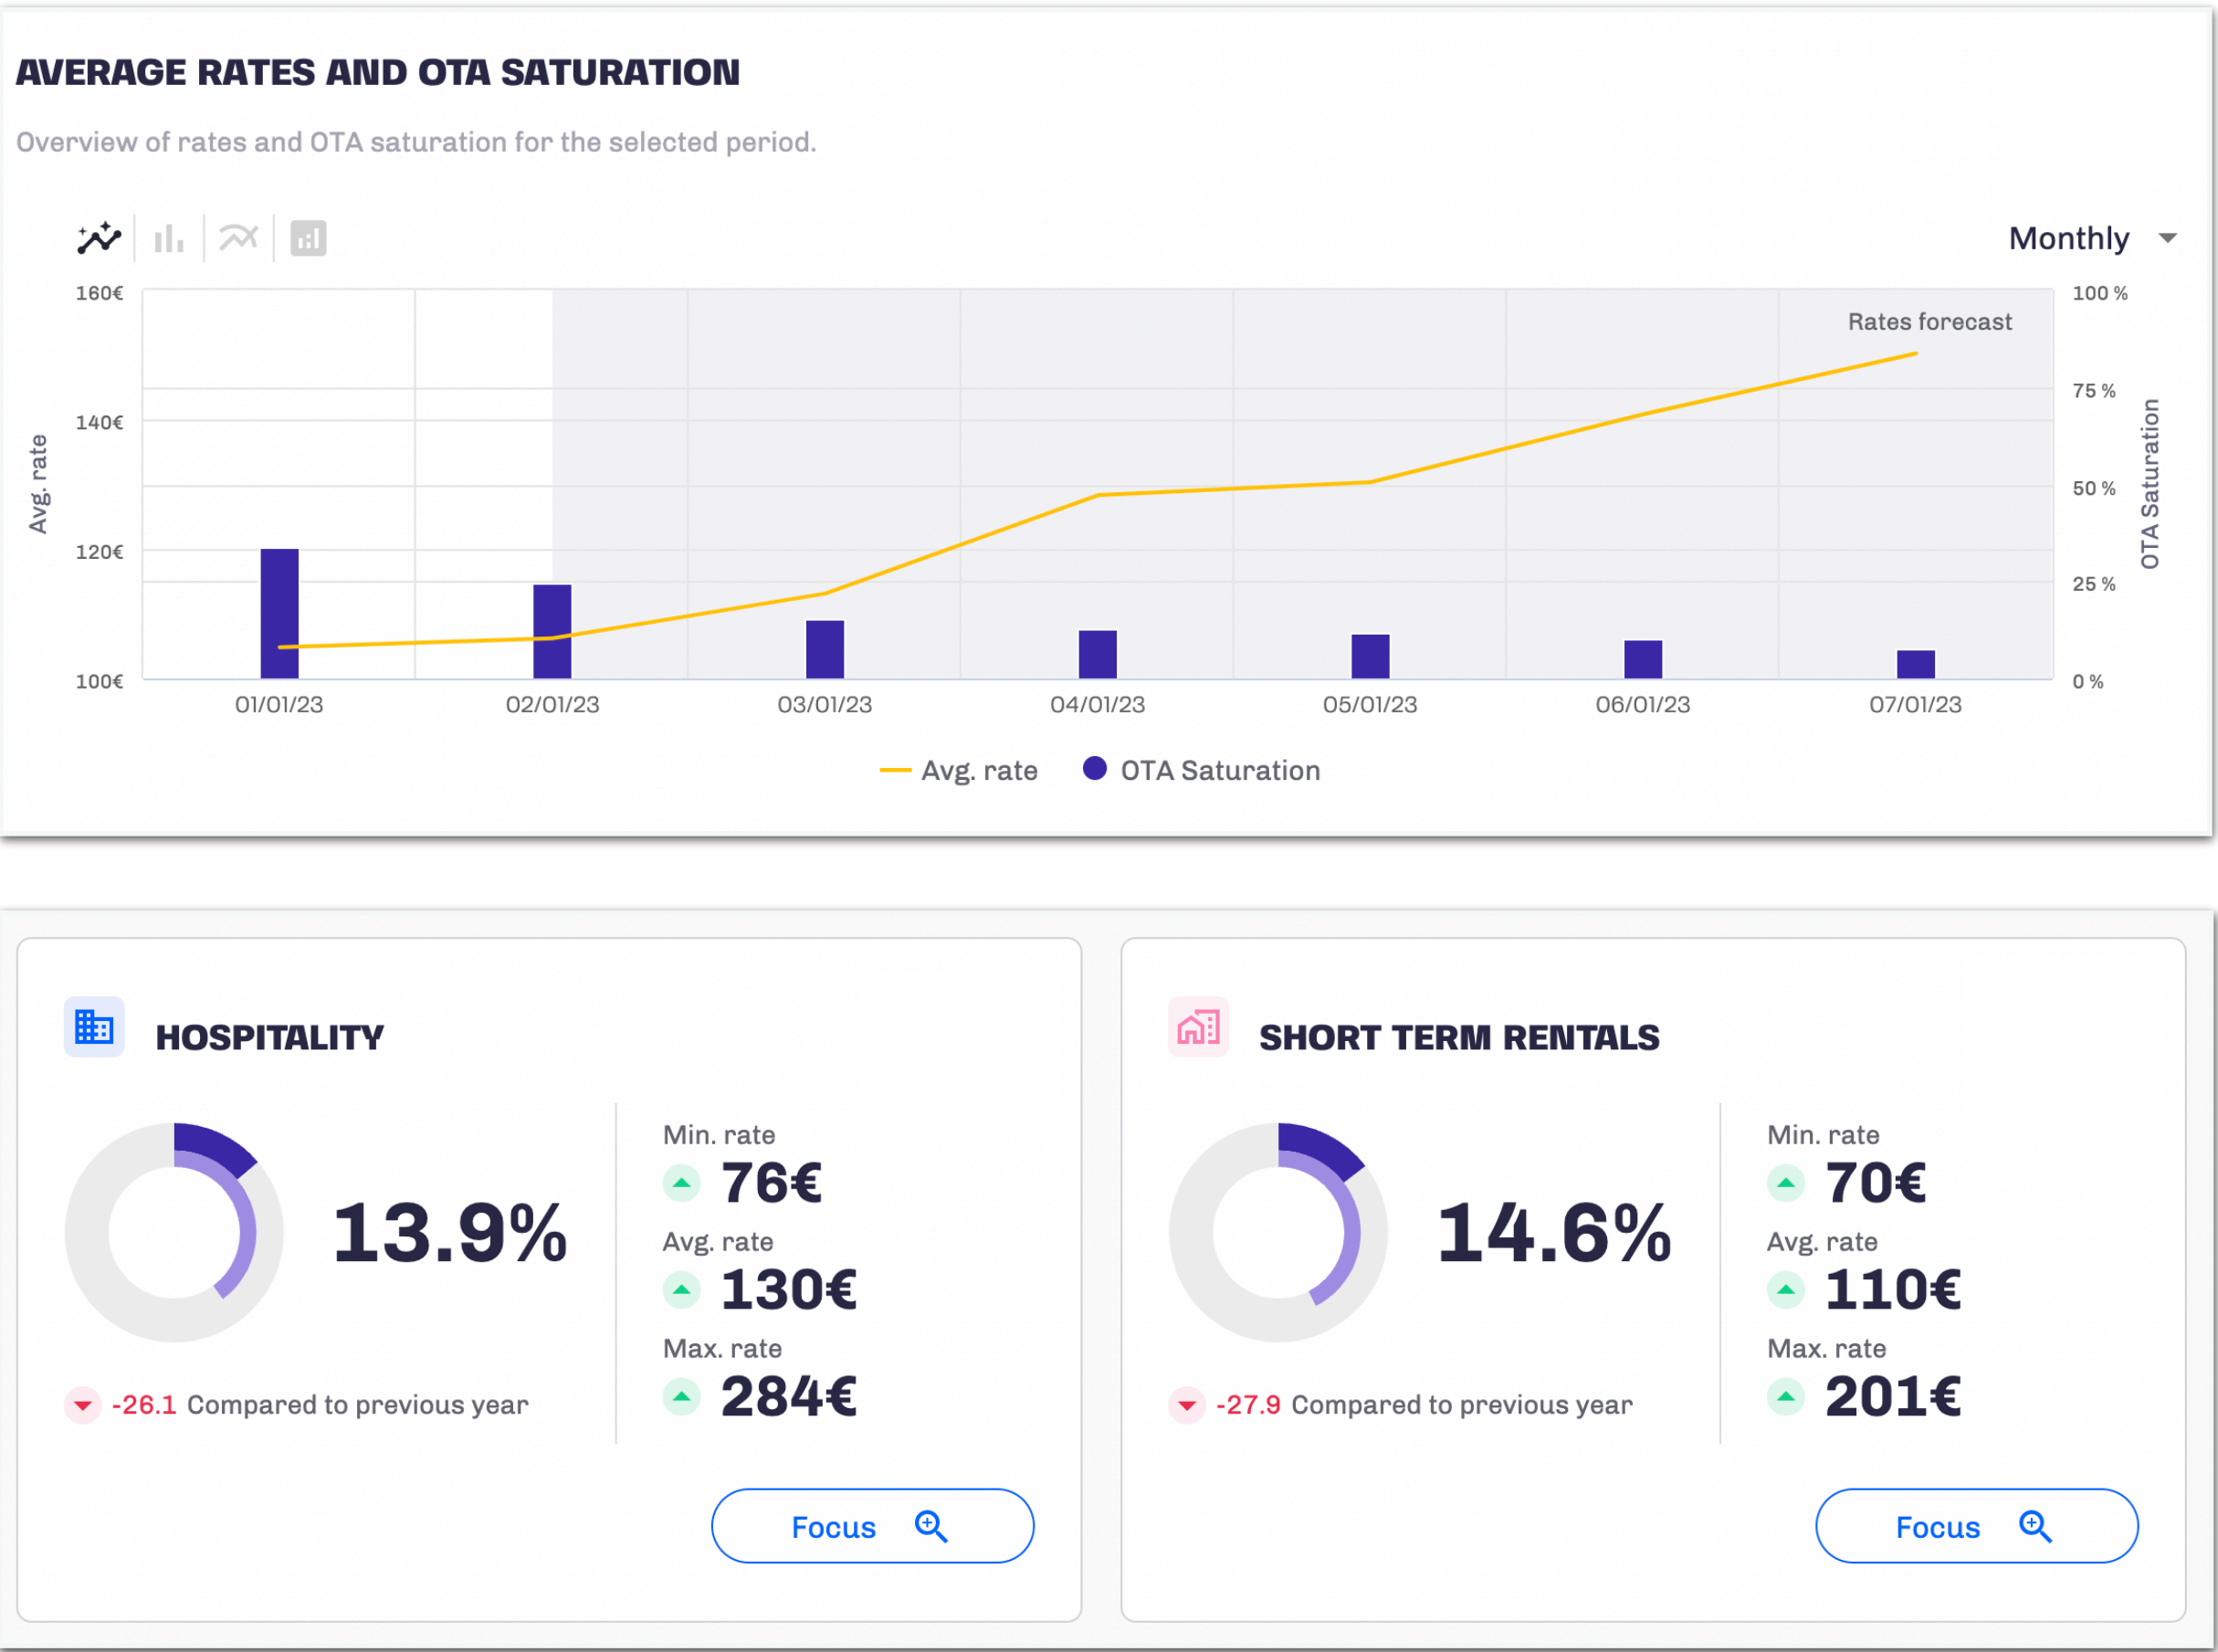 AVERAGE RATES AND OTA SATURATION
Overview of rates and OTA saturation for the selected period.
Monthly
160€
140€
120€
100€
Avg. rate
100 %
75 %
50 %
25 %
0 %
OTA Saturation
Rates forecast
01/01/23 02/01/23 03/01/23 04/01/23 05/01/23 06/01/23 07/01/23
Avg. rate OTA Saturation
HOSPITALITY
13.9%
-26.1 Compared to previous year
Min. rate
76€
Avg. rate
130€
Max. rate
284€
Focus
SHORT TERM RENTALS
14.6%
-27.9 Compared to previous year
Min. rate
70€
Avg. rate
110€
Max. rate
201€
Focus